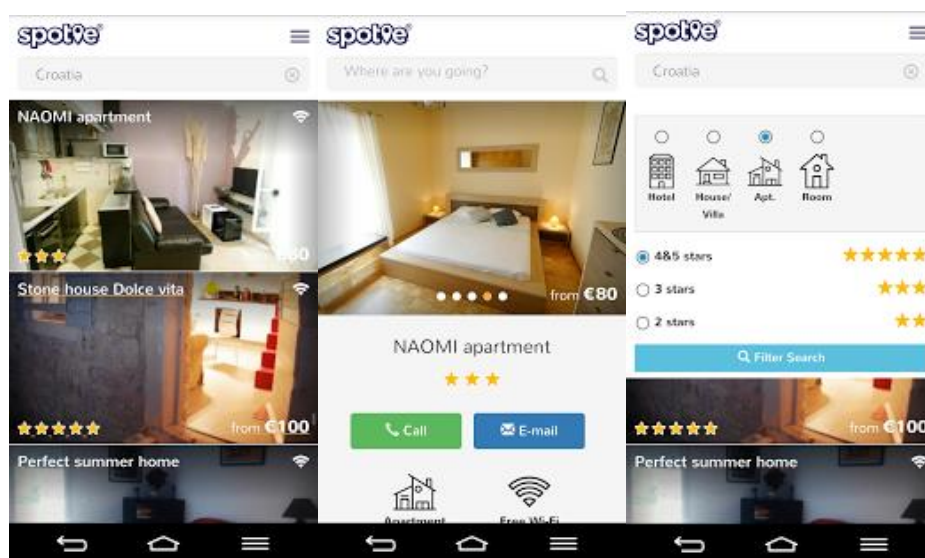 spotve®
Croatia
NAOMI apartment
Stone house Dolce vita
from €100
Perfect summer home
spotve®
Where are you going?
from €80
NAOMI apartment
Call
E-mail
Apartment
Free Wi-Fi
spotve®
Croatia
Hotel
House/
Villa
Apt.
Room
4&5 stars
3 stars
2 stars
Filter Search
from €100
Perfect summer home